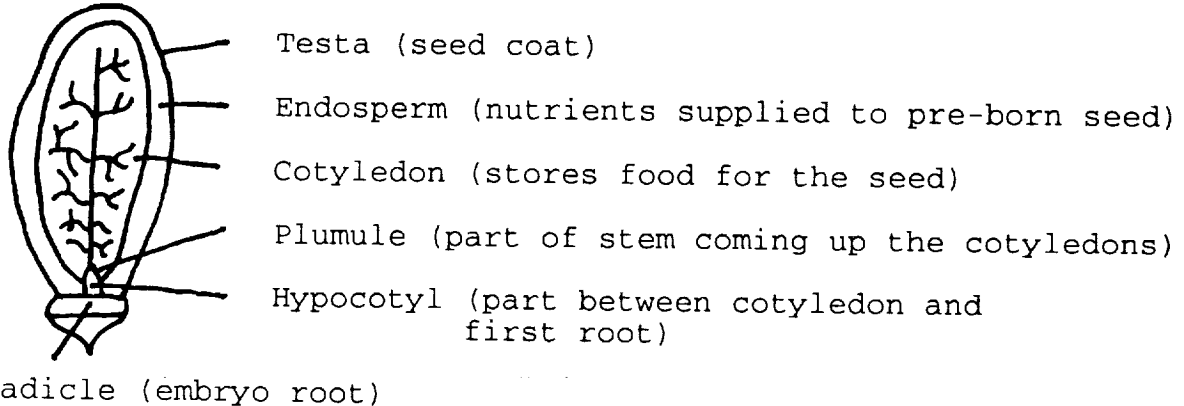 Testa (seed coat)
Endosperm (nutrients supplied to pre-born seed)
Cotyledon (stores food for the seed)
Plumule (part of stem coming up the cotyledons)
Hypocotyl (part between cotyledon and
first root)
adicle (embryo root)